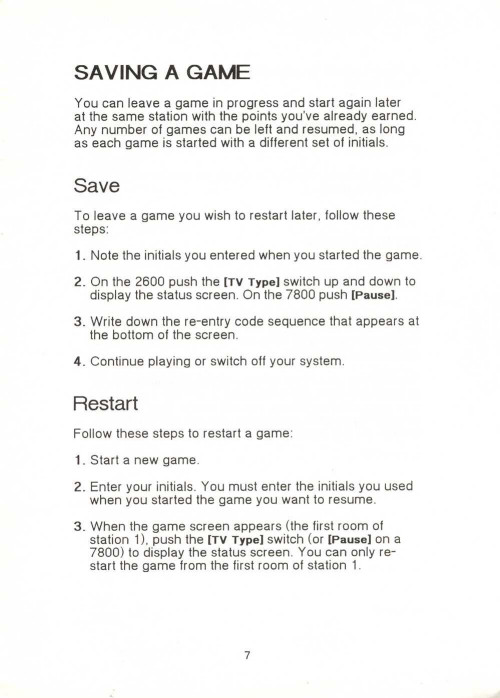 SAVING A GAME
You can leave a game in progress and start again later
at the same station with the points you've already earned.
Any number of games can be left and resumed, as long
as each game is started with a different set of initials.
Save
To leave a game you wish to restart later, follow these
steps:
1. Note the initials you entered when you started the game.
2. On the 2600 push the [TV Type] switch up and down to
display the status screen. On the 7800 push [Pause].
3. Write down the re-entry code sequence that appears at
the bottom of the screen.
4. Continue playing or switch off your system.
Restart
Follow these steps to restart a game:
1. Start a new game.
2. Enter your initials. You must enter the initials you used
when you started the game you want to resume.
3. When the game screen appears (the first room of
station 1), push the [TV Type] switch (or [Pause] on a
7800) to display the status screen. You can only re-
start the game from the first room of station 1.
7